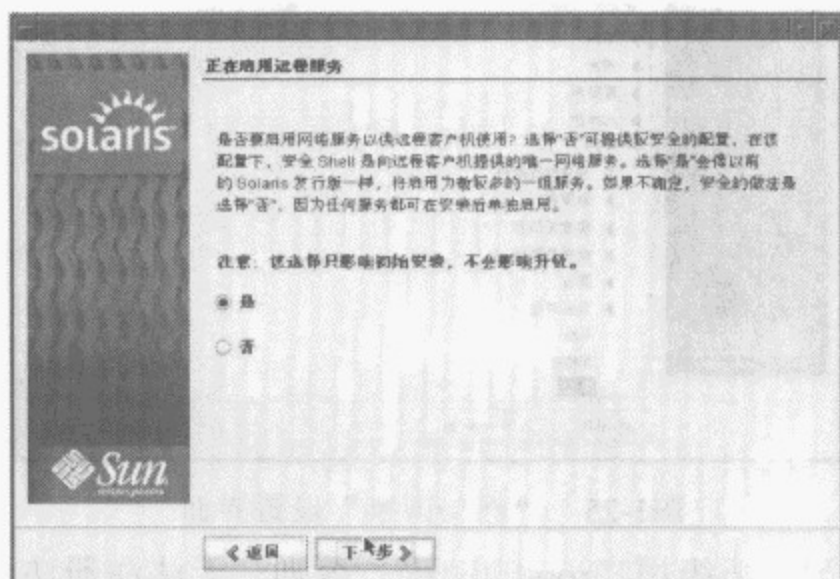 正在启用远程服务
solaris
是否要启用网络服务以供远程客户机使用？选择"否"可提供较安全的配置，在该
配置下，安全 Shell 是向远程客户机提供的唯一网络服务。选择"是"会像以前
的 Solaris 发行版一样，将启用为数较多的一组服务。如果不确定，安全的做法是
选择"否"，因为任何服务都可在安装后单独启用。
注意：该选择只影响初始安装，不会影响升级。
是
否
Sun
《返回
下一步》